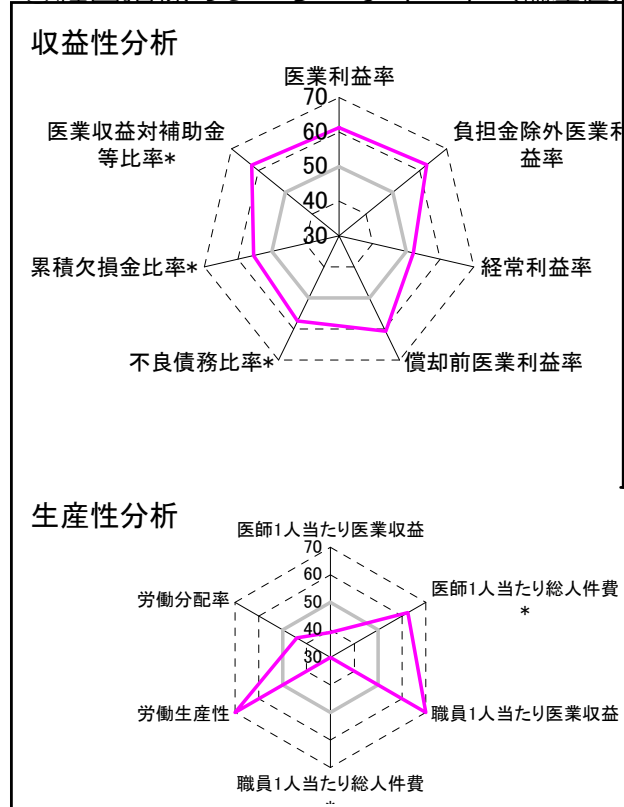 収益性分析
医業利益率
70
60
50
40
30
医業収益対補助金
等比率*
負担金除外医業利
益率
累積欠損金比率*
経常利益率
不良債務比率*
償却前医業利益率
生産性分析
医師1人当たり医業収益
70
60
50
40
30
労働分配率
医師1人当たり総人件費
*
労働生産性
職員1人当たり医業収益
職員1人当たり総人件費
*